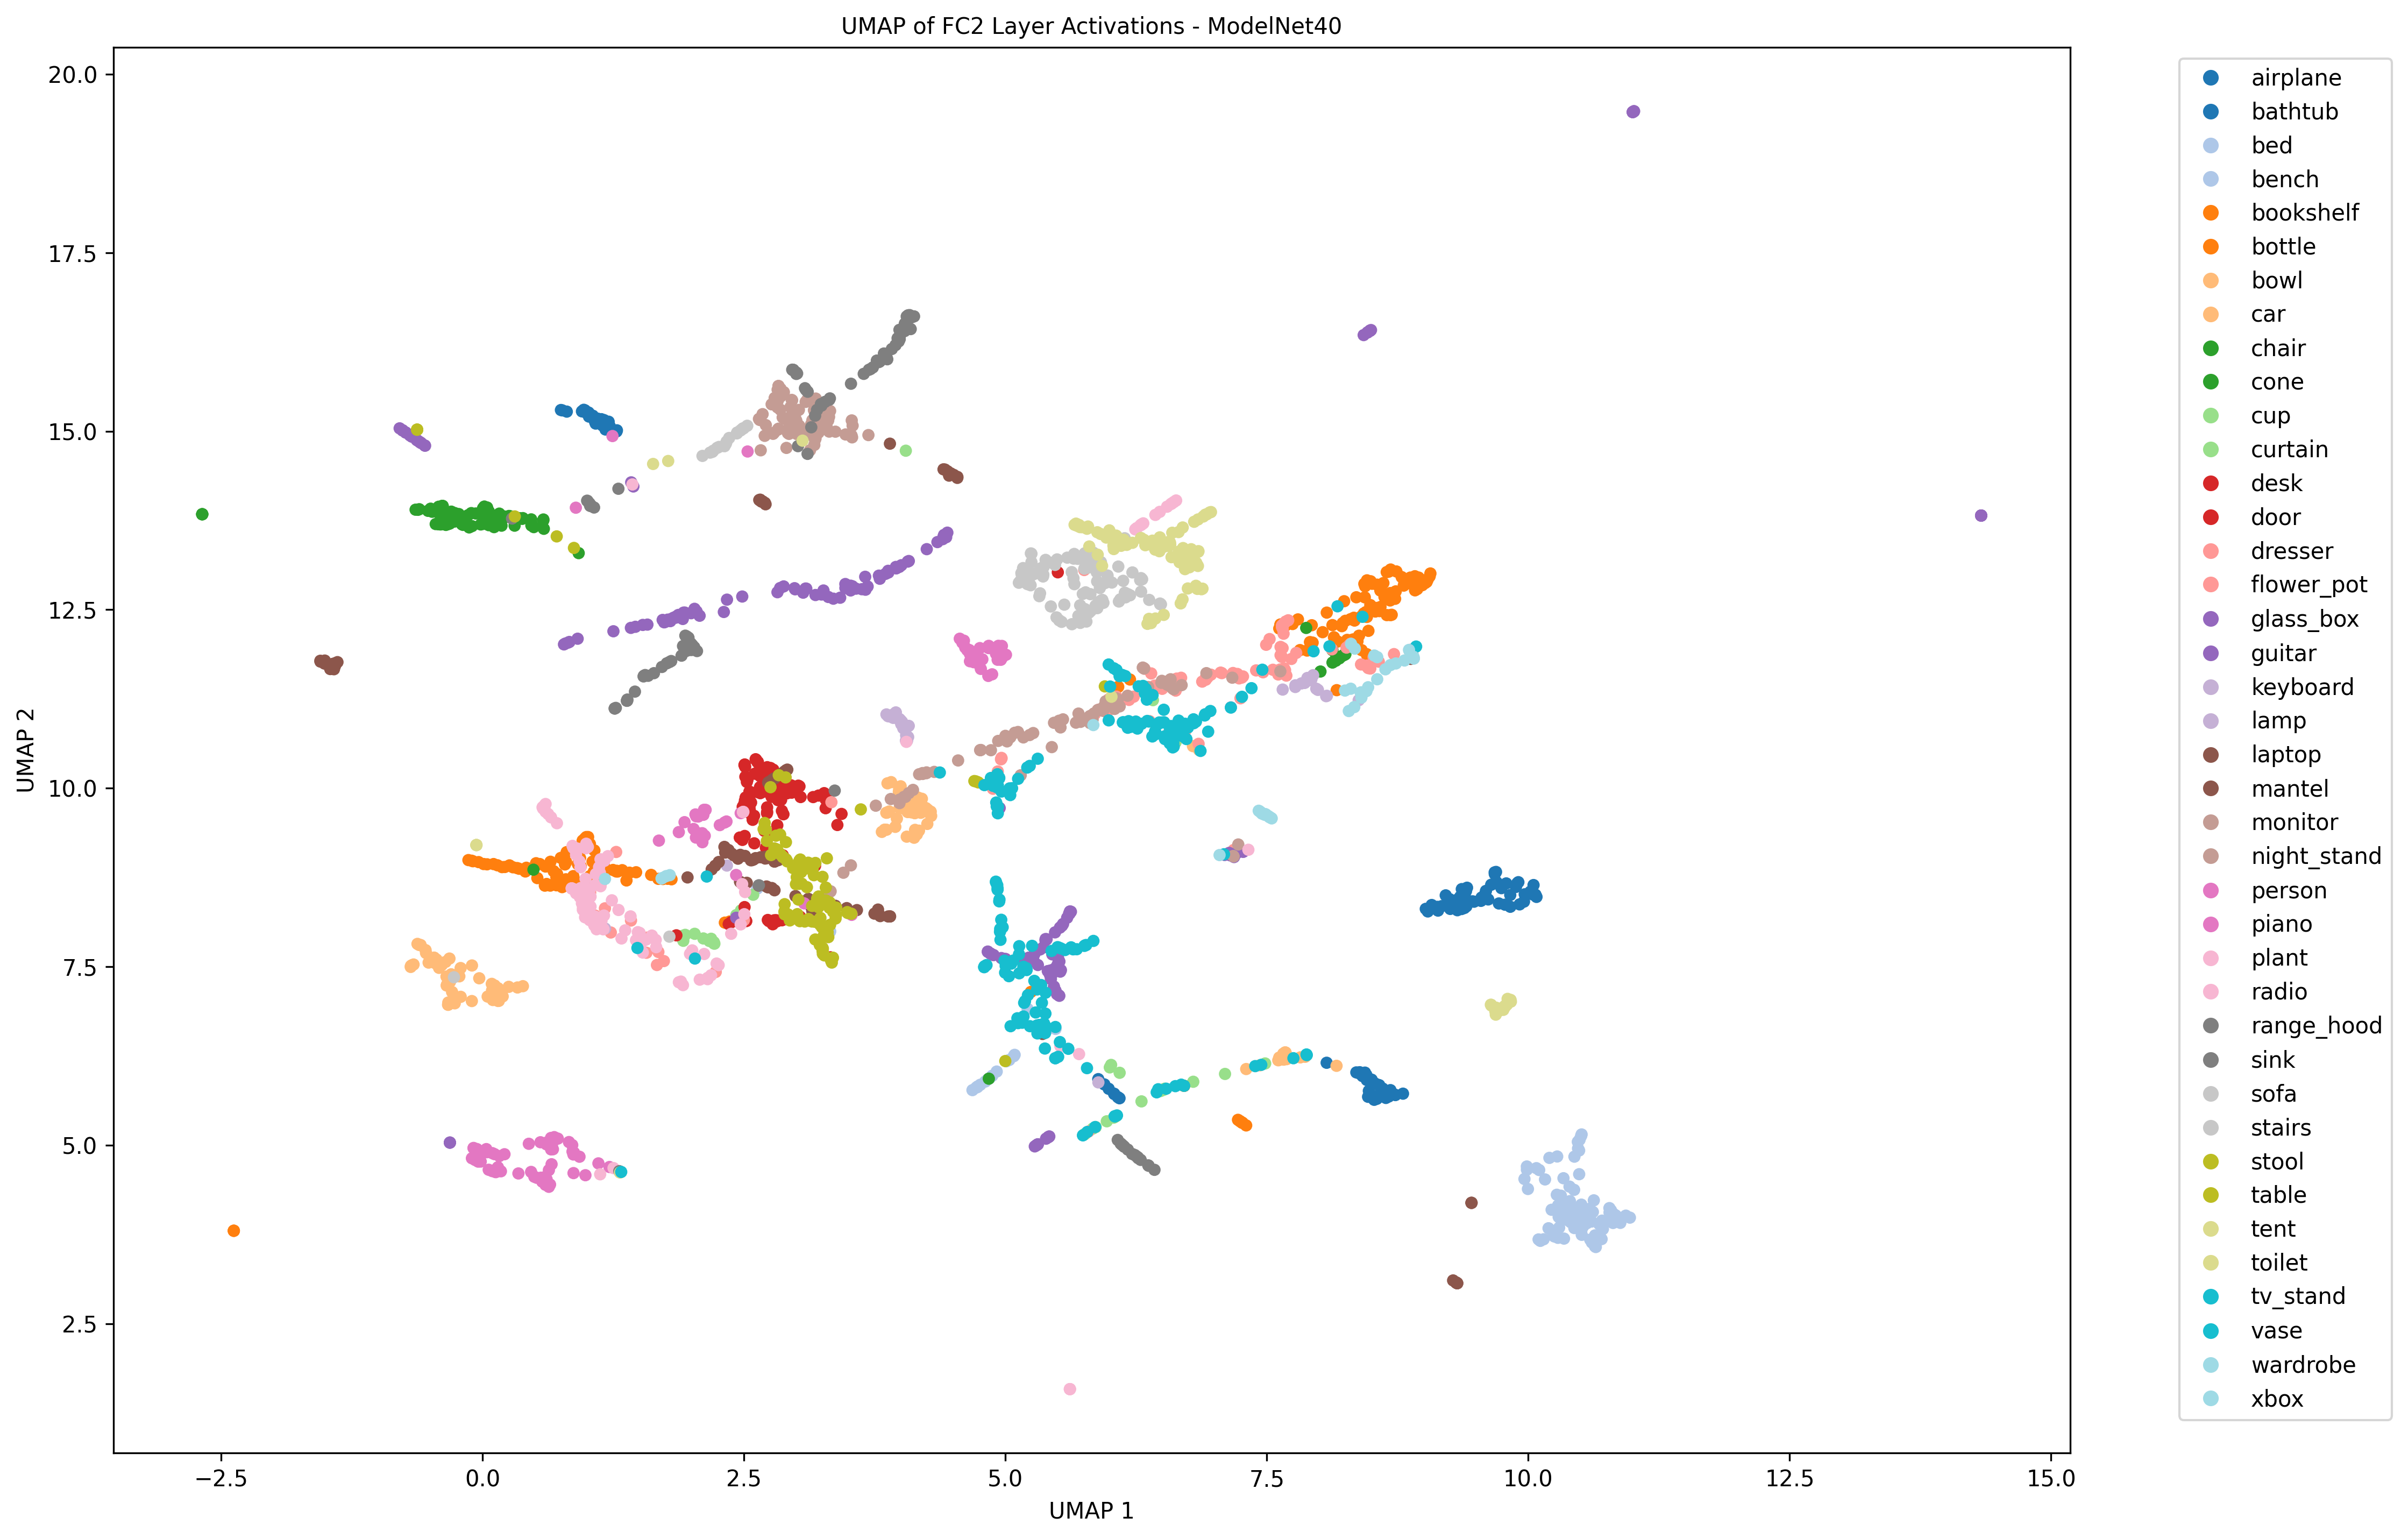 UMAP of FC2 Layer Activations - ModelNet40
20.0
17.5
15.0
12.5
10.0
7.5
5.0
2.5
UMAP 2
−2.5
0.0
2.5
5.0
7.5
10.0
12.5
15.0
UMAP 1
airplane
bathtub
bed
bench
bookshelf
bottle
bowl
car
chair
cone
cup
curtain
desk
door
dresser
flower_pot
glass_box
guitar
keyboard
lamp
laptop
mantel
monitor
night_stand
person
piano
plant
radio
range_hood
sink
sofa
stairs
stool
table
tent
toilet
tv_stand
vase
wardrobe
xbox